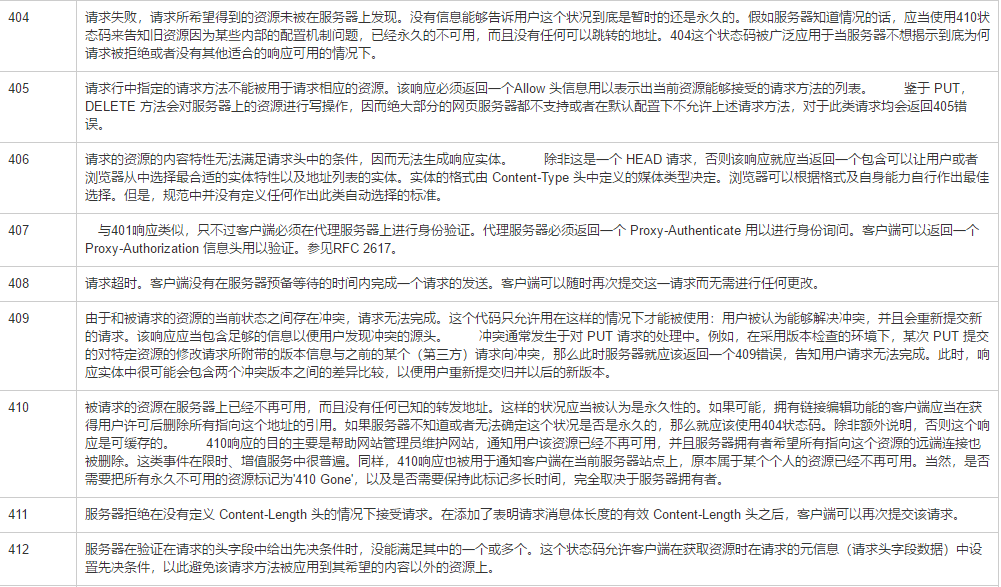 404
请求失败，请求所希望得到的资源未被在服务器上发现。没有信息能够告诉用户这个状况到底是暂时的还是永久的。假如服务器知道情况的话，应当使用410状
态码来告知旧资源因为某些内部的配置机制问题，已经永久的不可用，而且没有任何可以跳转的地址。404这个状态码被广泛应用于当服务器不想揭示到底为何
请求被拒绝或者没有其他适合的响应可用的情况下。
405
请求行中指定的请求方法不能被用于请求相应的资源。该响应必须返回一个Allow 头信息用以表示出当前资源能够接受的请求方法的列表。 鉴于 PUT，
DELETE 方法会对服务器上的资源进行写操作，因而绝大部分的网页服务器都不支持或者在默认配置下不允许上述请求方法，对于此类请求均会返回405错
误。
406
请求的资源的内容特性无法满足请求头中的条件，因而无法生成响应实体。 除非这是一个 HEAD 请求，否则该响应就应当返回一个包含可以让用户或者
浏览器从中选择最合适的实体特性以及地址列表的实体。实体的格式由 Content-Type 头中定义的媒体类型决定。浏览器可以根据格式及自身能力自行作出最佳
选择。但是，规范中并没有定义任何作出此类自动选择的标准。
407
与401响应类似，只不过客户端必须在代理服务器上进行身份验证。代理服务器必须返回一个 Proxy-Authenticate 用以进行身份询问。客户端可以返回一个
Proxy-Authorization 信息头用以验证。参见RFC 2617。
408
请求超时。客户端没有在服务器预备等待的时间内完成一个请求的发送。客户端可以随时再次提交这一请求而无需进行任何更改。
409
由于和被请求的资源的当前状态之间存在冲突，请求无法完成。这个代码只允许用在这样的情况下才能被使用：用户被认为能够解决冲突，并且会重新提交新
的请求。该响应应当包含足够的信息以便用户发现冲突的源头。 冲突通常发生于对 PUT 请求的处理中。例如，在采用版本检查的环境下，某次 PUT 提交
的对特定资源的修改请求所附带的版本信息与之前的某个（第三方）请求向冲突，那么此时服务器就应该返回一个409错误，告知用户请求无法完成。此时，响
应实体中很可能会包含两个冲突版本之间的差异比较，以便用户重新提交归并以后的新版本。
410
被请求的资源在服务器上已经不再可用，而且没有任何已知的转发地址。这样的状况应当被认为是永久性的。如果可能，拥有链接编辑功能的客户端应当在获
得用户许可后删除所有指向这个地址的引用。如果服务器不知道或者无法确定这个状况是否是永久的，那么就应该使用404状态码。除非额外说明，否则这个响
应是可缓存的。 410响应的目的主要是帮助网站管理员维护网站，通知用户该资源已经不再可用，并且服务器拥有者希望所有指向这个资源的远端连接也
被删除。这类事件在限时、增值服务中很普遍。同样，410响应也被用于通知客户端在当前服务器站点上，原本属于某个个人的资源已经不再可用。当然，是否
需要把所有永久不可用的资源标记为'410 Gone'，以及是否需要保持此标记多长时间，完全取决于服务器拥有者。
411
服务器拒绝在没有定义 Content-Length 头的情况下接受请求。在添加了表明请求消息体长度的有效 Content-Length 头之后，客户端可以再次提交该请求。
412
服务器在验证在请求的头字段中给出先决条件时，没能满足其中的一个或多个。这个状态码允许客户端在获取资源时在请求的元信息（请求头字段数据）中设
置先决条件，以此避免该请求方法被应用到其希望的内容以外的资源上。